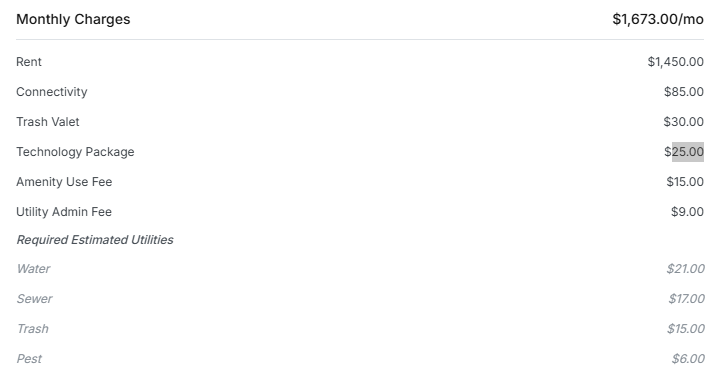 Monthly Charges $1,673.00/mo
Rent $1,450.00
Connectivity $85.00
Trash Valet $30.00
Technology Package $25.00
Amenity Use Fee $15.00
Utility Admin Fee $9.00
Required Estimated Utilities
Water $21.00
Sewer $17.00
Trash $15.00
Pest $6.00